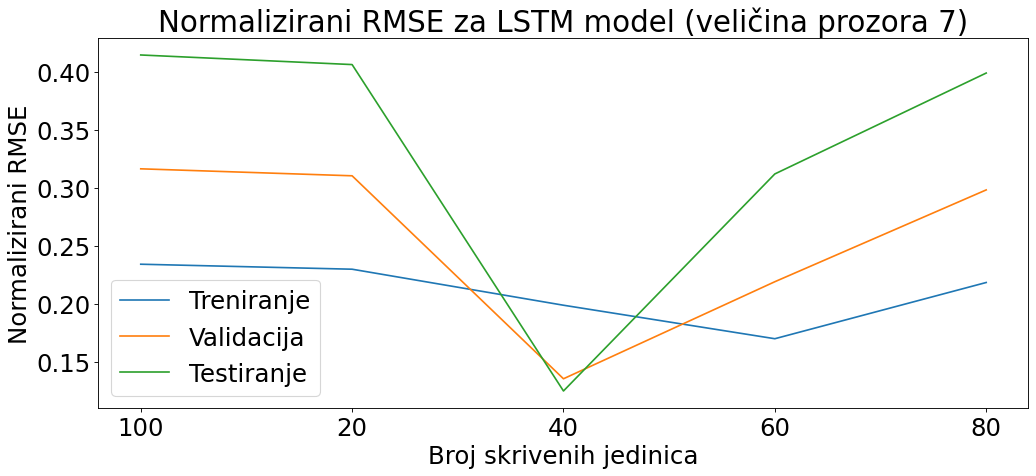 Normalizirani RMSE za LSTM model (veličina prozora 7)
Normalizirani RMSE
0.40
0.35
0.30
0.25
0.20
0.15
Treniranje
Validacija
Testiranje
100 20 40 60 80
Broj skrivenih jedinica